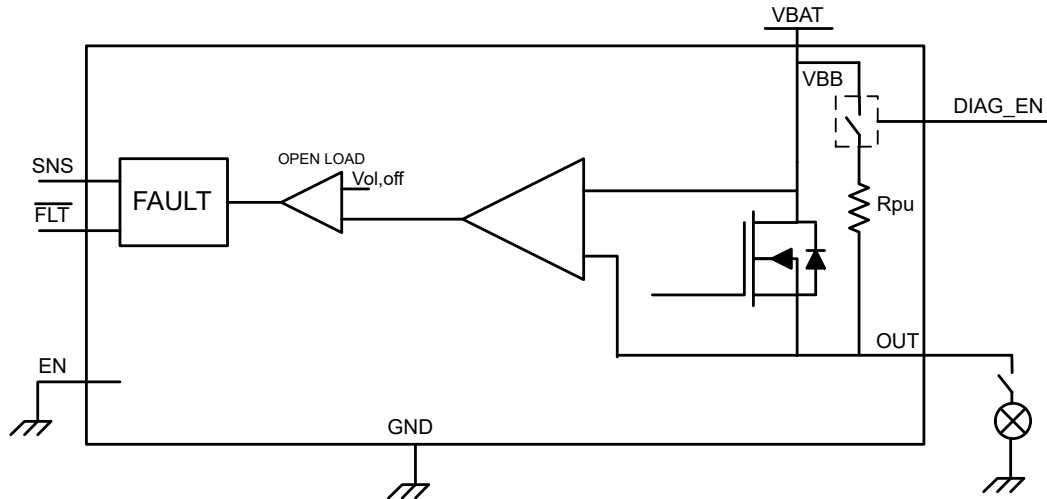 VBAT
VBB
DIAG_EN
OPEN LOAD
SNS
Vol,off
FAULT
FLT
Rpu
OUT
EN
GND